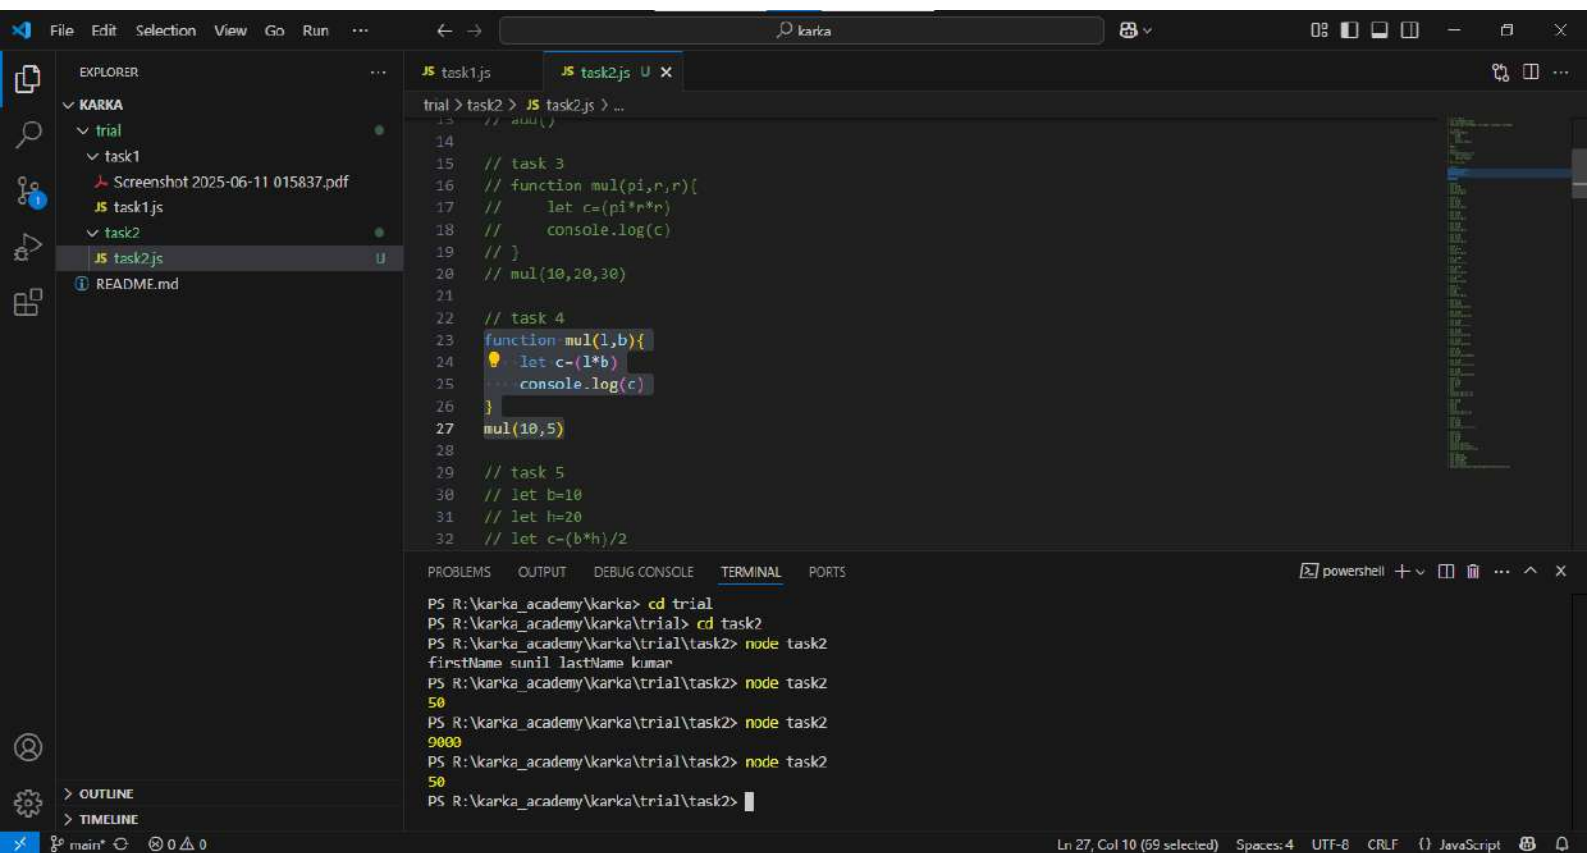 File Edit Selection View Go Run ···
karka
EXPLORER ···
KARKA
trial
task1
Screenshot 2025-06-11 015837.pdf
JS task1.js
task2
JS task2.js U
README.md
OUTLINE
TIMELINE
JS task1.js
JS task2.js U
trial > task2 > JS task2.js > ...
13 // add()
14
15 // task 3
16 // function mul(pi,r,r){
17 // let c=(pi*r*r)
18 // console.log(c)
19 // }
20 // mul(10,20,30)
21
22 // task 4
23 function mul(l,b){
24 let c=(l*b)
25 console.log(c)
26 }
27 mul(10,5)
28
29 // task 5
30 // let b=10
31 // let h=20
32 // let c=(b*h)/2
PROBLEMS OUTPUT DEBUG CONSOLE TERMINAL PORTS
powershell
PS R:\karka_academy\karka> cd trial
PS R:\karka_academy\karka\trial> cd task2
PS R:\karka_academy\karka\trial\task2> node task2
firstName sunil lastName kumar
PS R:\karka_academy\karka\trial\task2> node task2
50
PS R:\karka_academy\karka\trial\task2> node task2
9000
PS R:\karka_academy\karka\trial\task2> node task2
50
PS R:\karka_academy\karka\trial\task2>
main* 0 0
Ln 27, Col 10 (69 selected) Spaces: 4 UTF-8 CRLF {} JavaScript